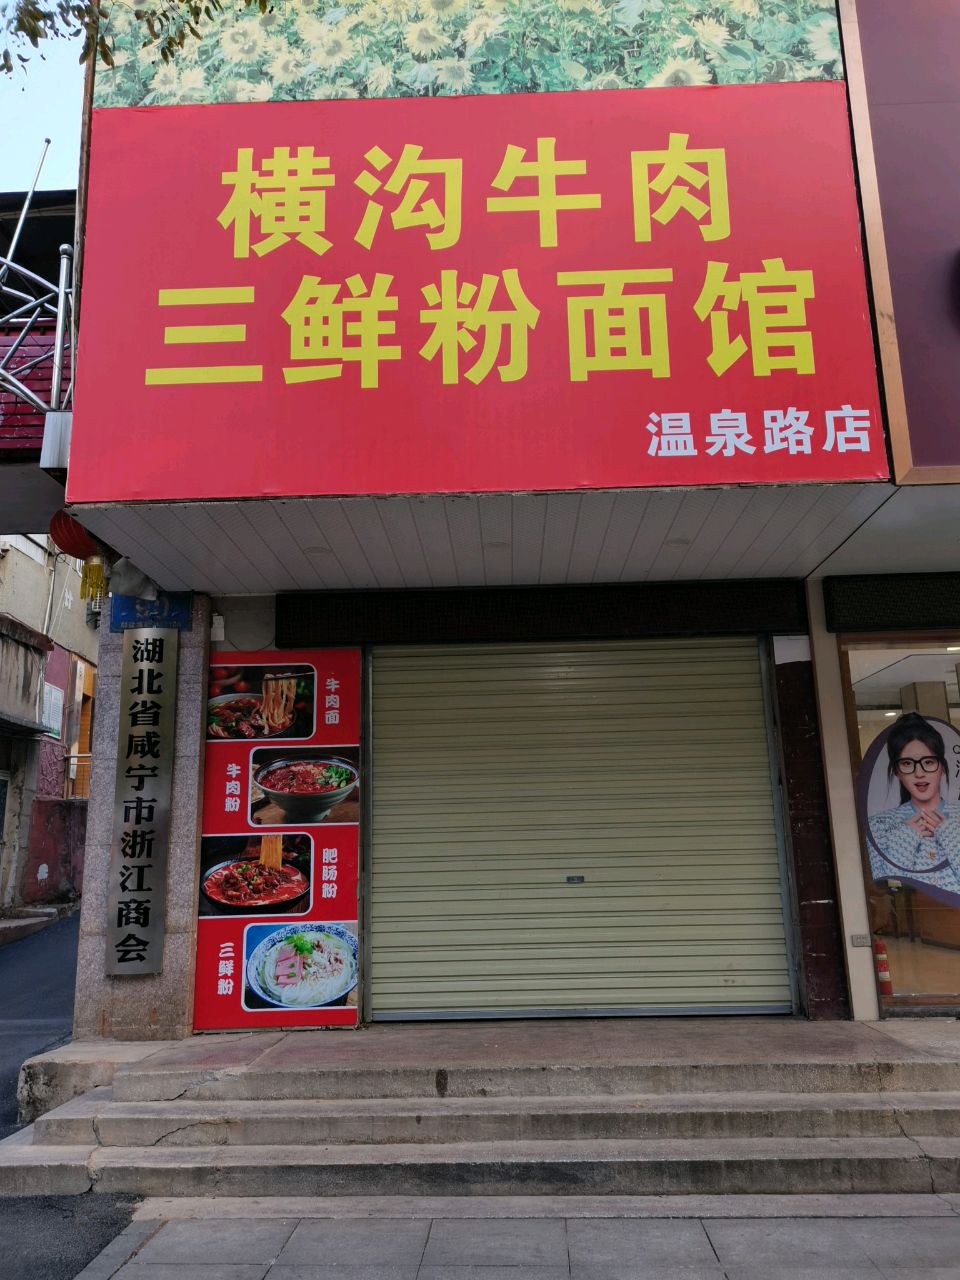 横沟牛肉
三鲜粉面馆
温泉路店
湖北省咸宁市浙江商会
牛肉面
牛肉粉
肥肠粉
三鲜粉